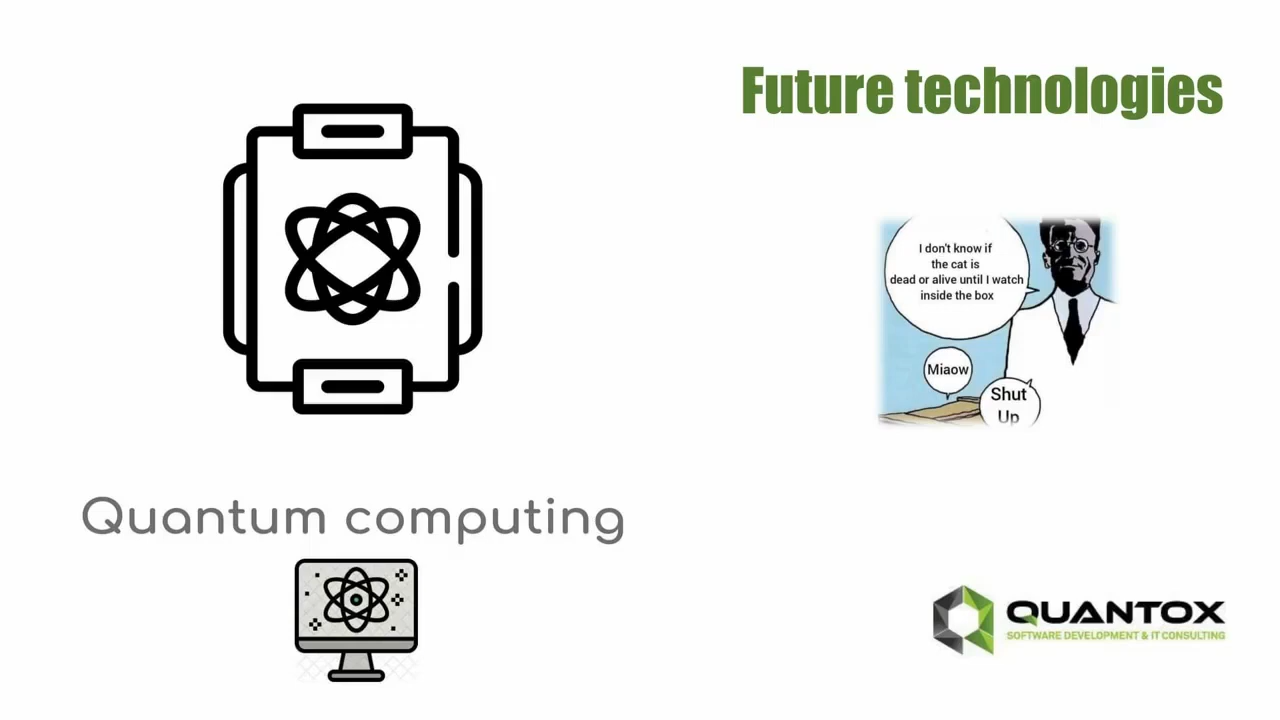 Future technologies
I don't know if
the cat is
dead or alive until I watch
inside the box
Miaow
Shut
Up
Quantum computing
QUANTOX
SOFTWARE DEVELOPMENT & IT CONSULTING